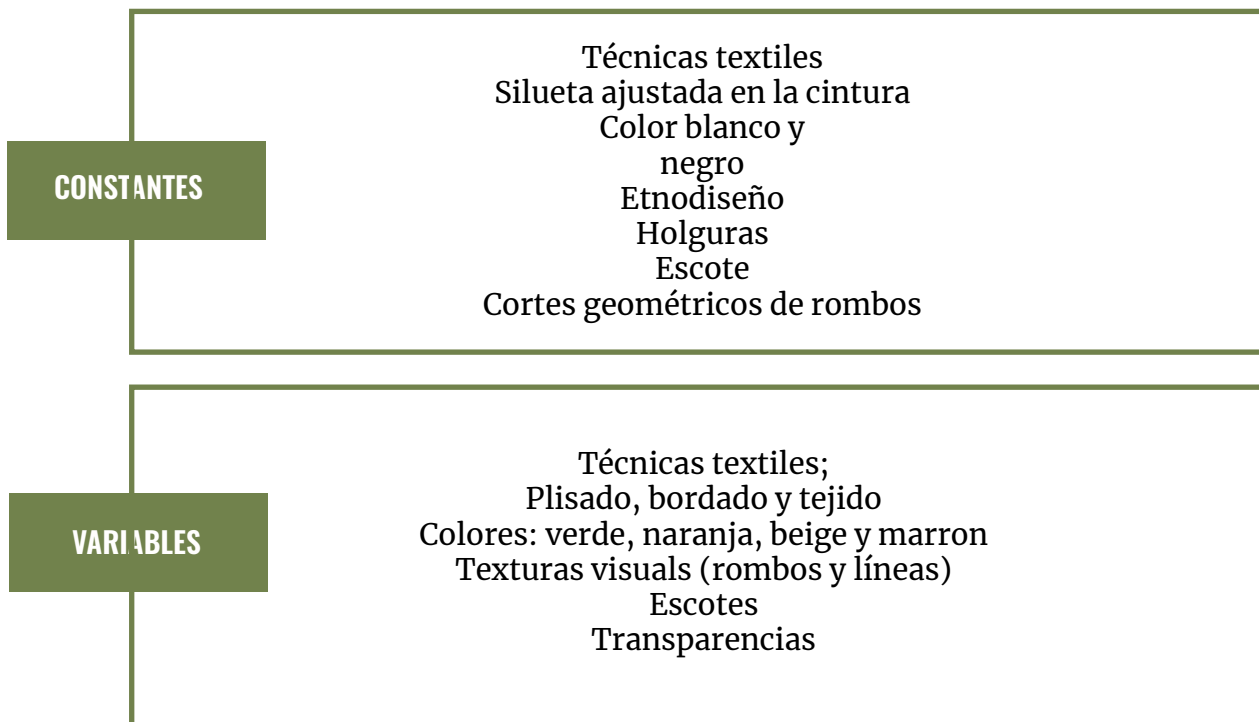 CONSTANTES
Técnicas textiles
Silueta ajustada en la cintura
Color blanco y
negro
Etnodiseño
Holguras
Escote
Cortes geométricos de rombos
VARIABLES
Técnicas textiles;
Plisado, bordado y tejido
Colores: verde, naranja, beige y marron
Texturas visuals (rombos y líneas)
Escotes
Transparencias